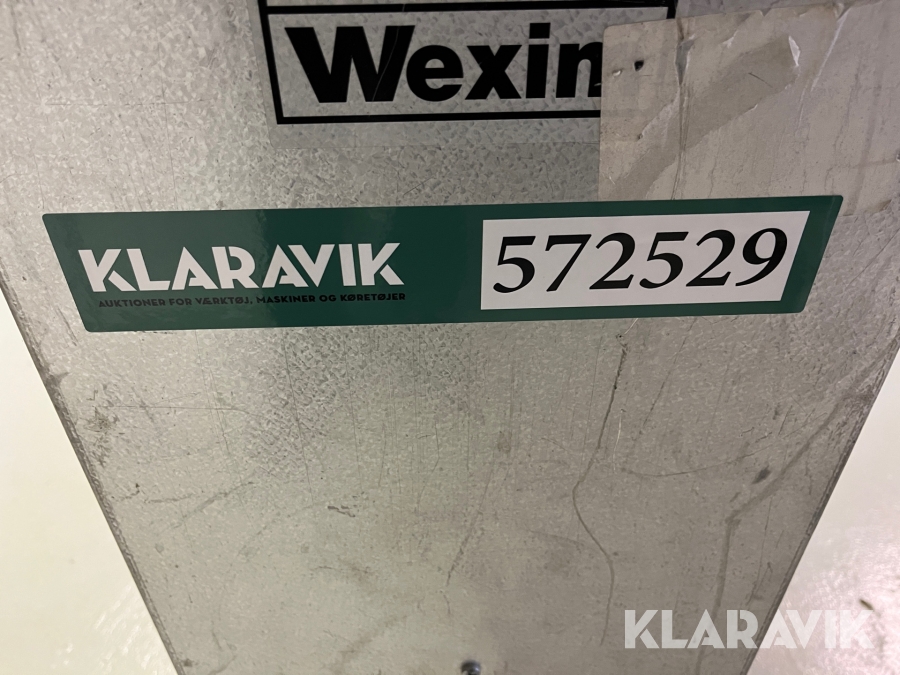 Wexin
KLARAVIK
AUKTIONER FOR VÆRKTØJ, MASKINER OG KØRETØJER
572529
KLARAVIK